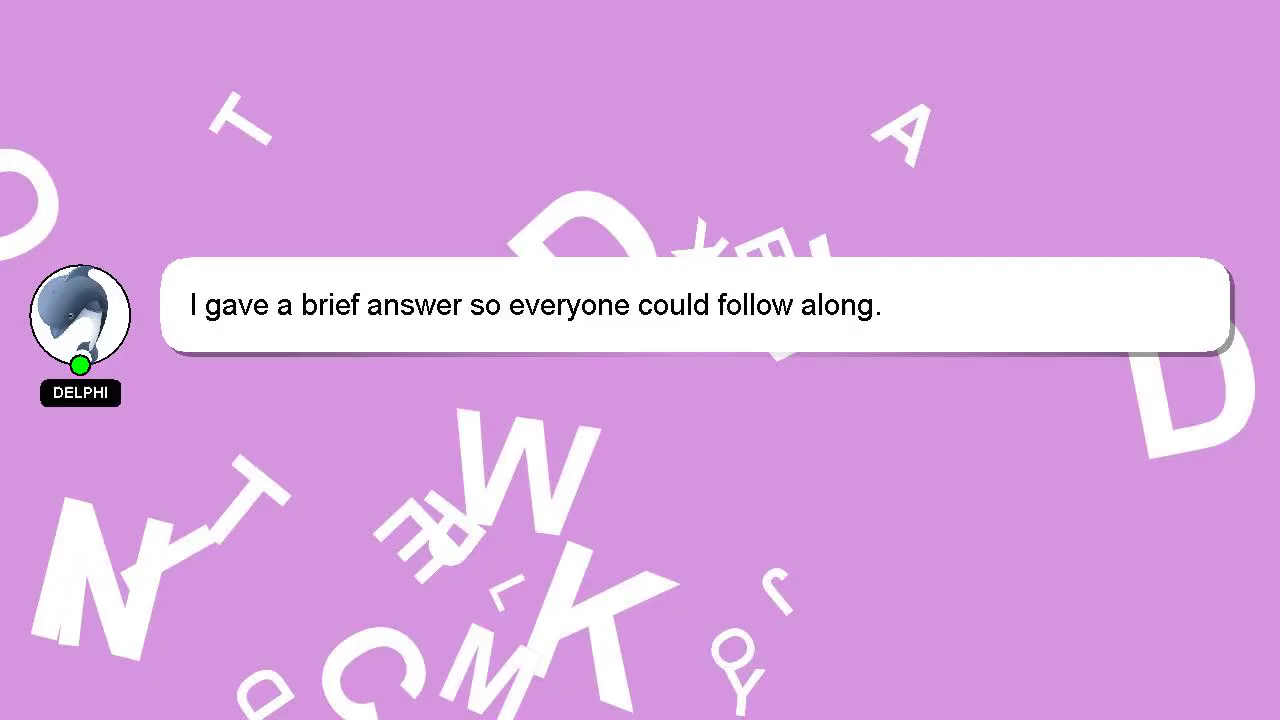 I gave a brief answer so everyone could follow along.
DELPHI
T
A
O
D
K
E
D
W
T
N
Y
E
R
L
K
J
C
M
O
Y
D